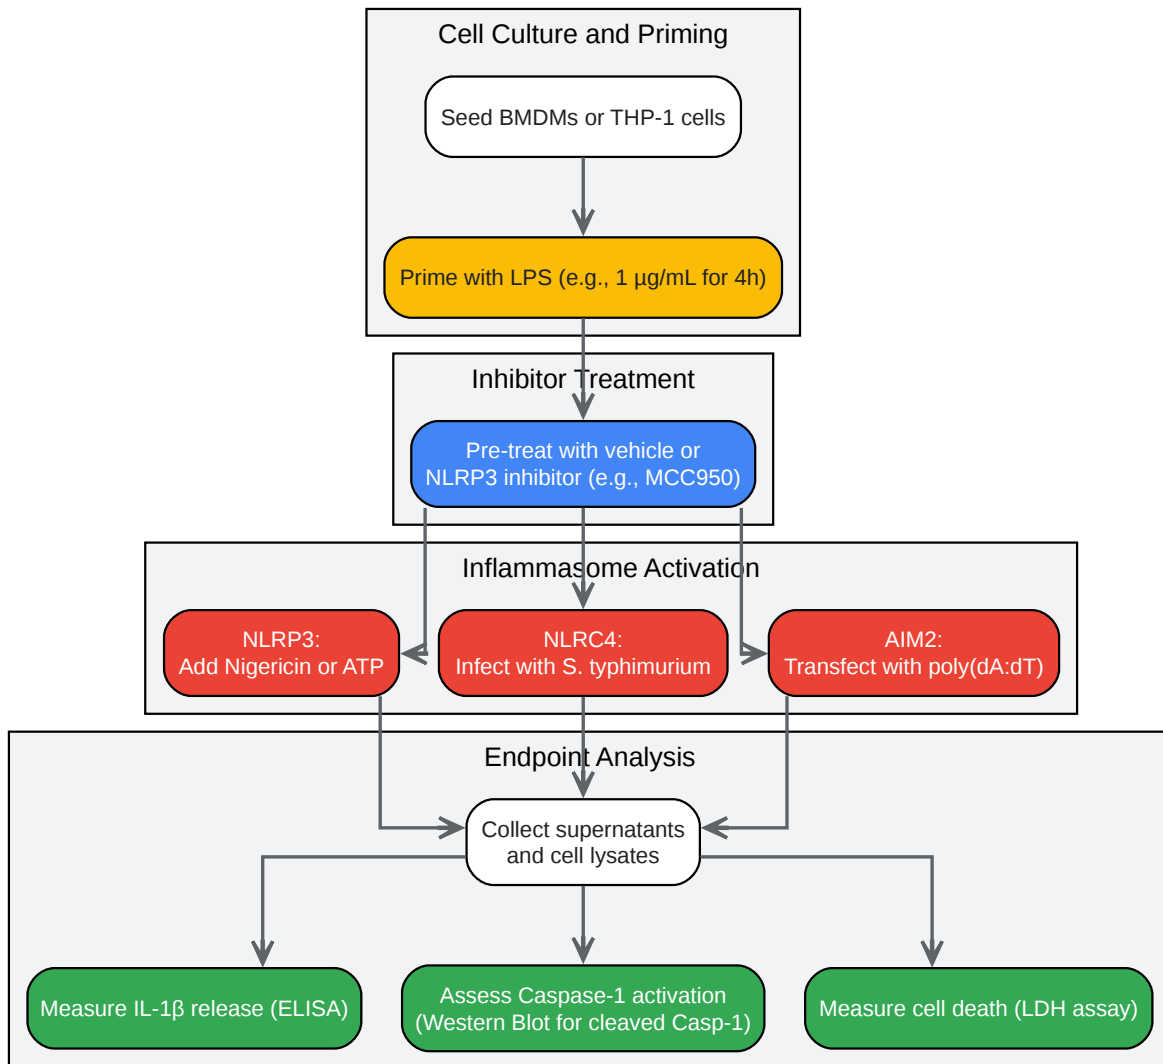 Cell Culture and Priming
Seed BMDMs or THP-1 cells
Prime with LPS (e.g., 1 µg/mL for 4h)
Inhibitor Treatment
Pre-treat with vehicle or
NLRP3 inhibitor (e.g., MCC950)
Inflammasome Activation
NLRP3:
Add Nigericin or ATP
NLRC4:
Infect with S. typhimurium
AIM2:
Transfect with poly(dA:dT)
Endpoint Analysis
Collect supernatants
and cell lysates
Measure IL-1β release (ELISA)
Assess Caspase-1 activation
(Western Blot for cleaved Casp-1)
Measure cell death (LDH assay)